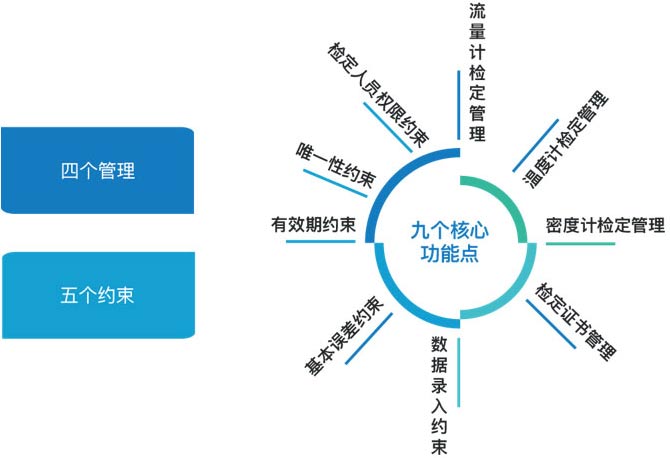 四个管理
五个约束
九个核心
功能点
流量计检定管理
温度计检定管理
密度计检定管理
检定证书管理
数据录入约束
基本误差约束
有效期约束
唯一性约束
检定人员权限约束